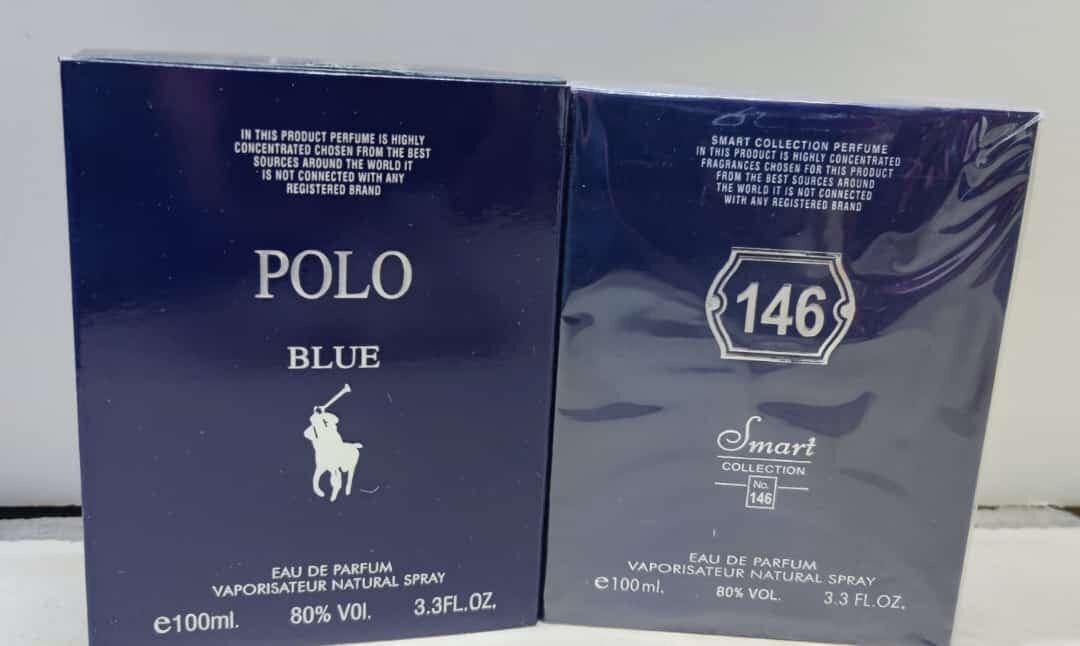 IN THIS PRODUCT PERFUME IS HIGHLY
CONCENTRATED CHOSEN FROM THE BEST
SOURCES AROUND THE WORLD IT
IS NOT CONNECTED WITH ANY
REGISTERED BRAND
POLO
BLUE
EAU DE PARFUM
VAPORISATEUR NATURAL SPRAY
e100ml. 80% VOl. 3.3FL.OZ.
SMART COLLECTION PERFUME
IN THIS PRODUCT IS HIGHLY CONCENTRATED
FRAGRANCES CHOSEN FOR THIS PRODUCT
FROM THE BEST SOURCES AROUND
THE WORLD IT IS NOT CONNECTED
WITH ANY REGISTERED BRAND
146
Smart
COLLECTION
No.
146
EAU DE PARFUM
VAPORISATEUR NATURAL SPRAY
e100ml. 80% VOL. 3.3 FL.OZ.